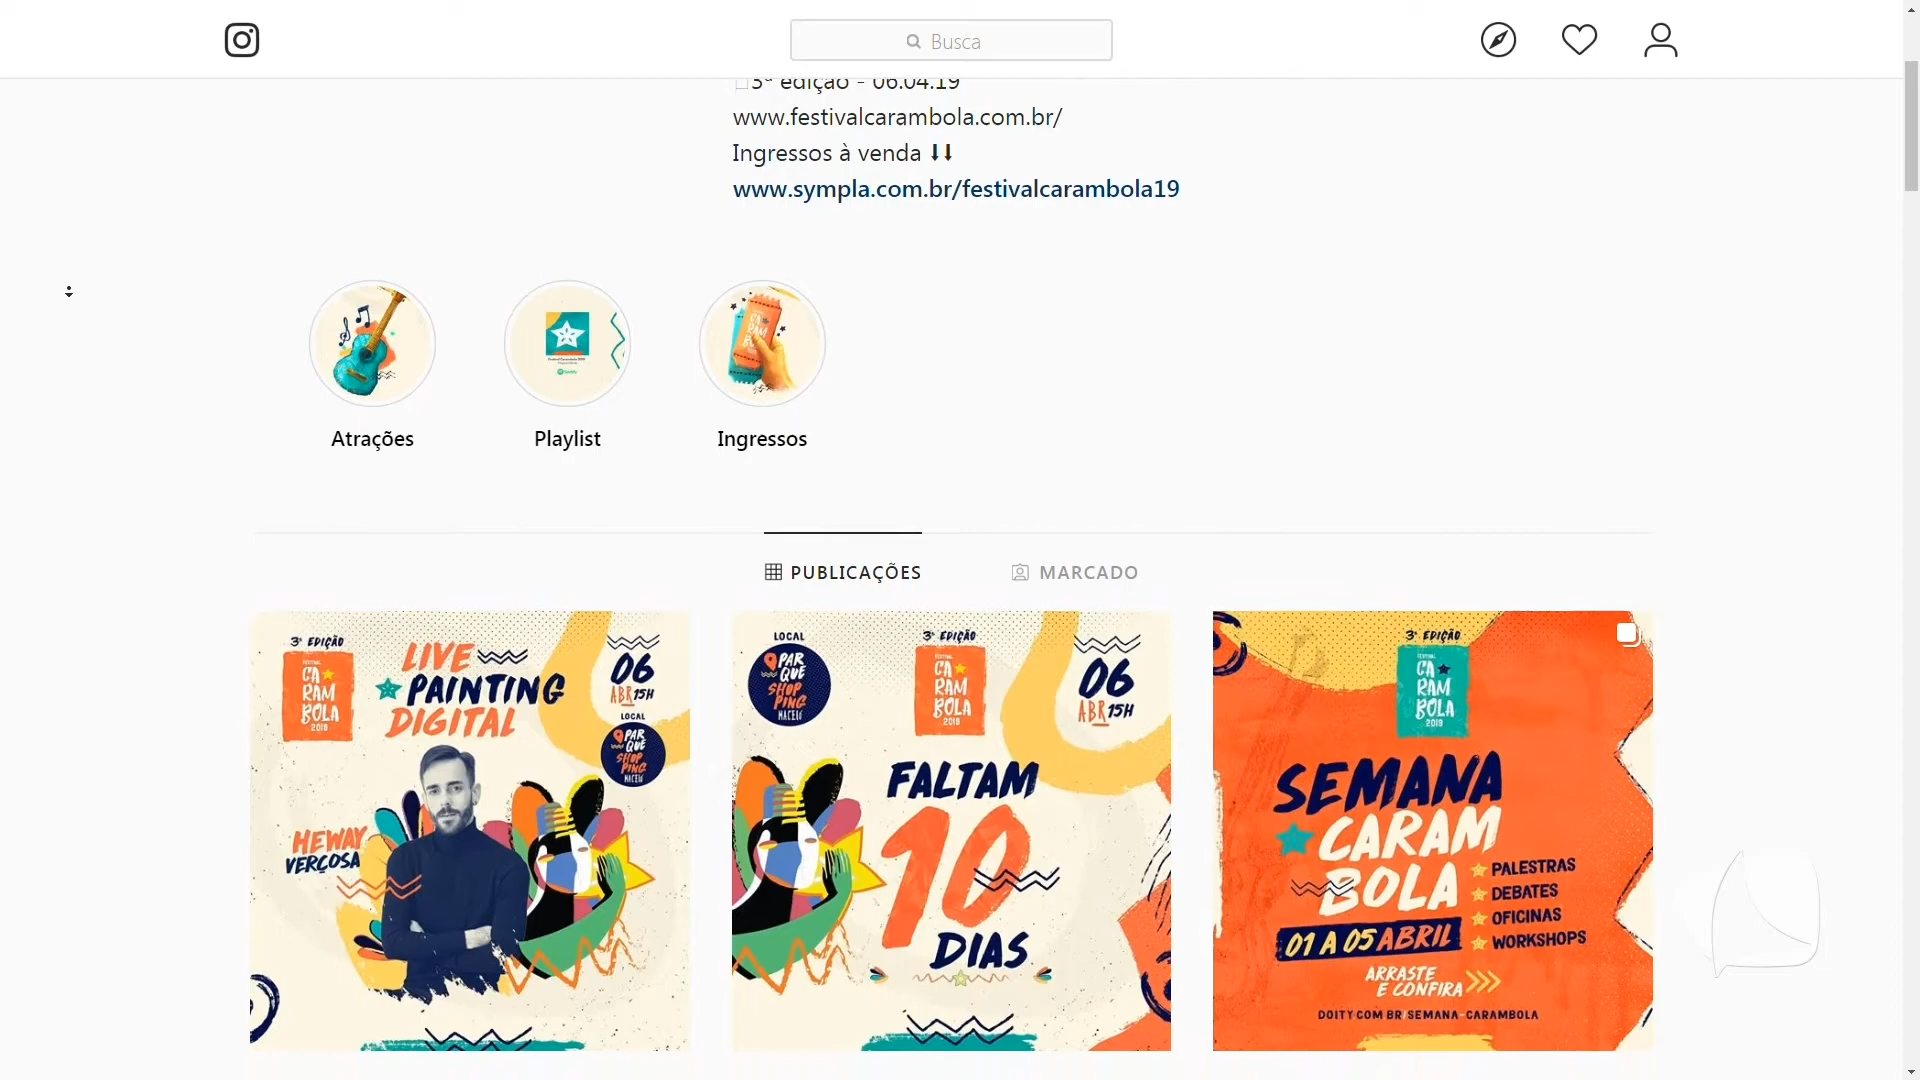 Busca
3ª edição - 06.04.19
www.festivalcarambola.com.br/
Ingressos à venda ⬇⬇
www.sympla.com.br/festivalcarambola19
Atrações
Playlist
Ingressos
PUBLICAÇÕES
MARCADO
3ª EDIÇÃO
FESTIVAL
CA
RAM
BOLA
2019
LIVE
PAINTING
DIGITAL
06
ABR 15H
LOCAL
PAR
QUE
SHOP
PING
MACEIÓ
HEWAY
VERÇOSA
LOCAL
PAR
QUE
SHOP
PING
MACEIÓ
3ª EDIÇÃO
FESTIVAL
CA
RAM
BOLA
2019
06
ABR 15H
FALTAM
10
DIAS
3ª EDIÇÃO
FESTIVAL
CA
RAM
BOLA
2019
SEMANA
CARAM
BOLA
01 A 05 ABRIL
PALESTRAS
DEBATES
OFICINAS
WORKSHOPS
ARRASTE
E CONFIRA
DOITY.COM.BR/SEMANA-CARAMBOLA